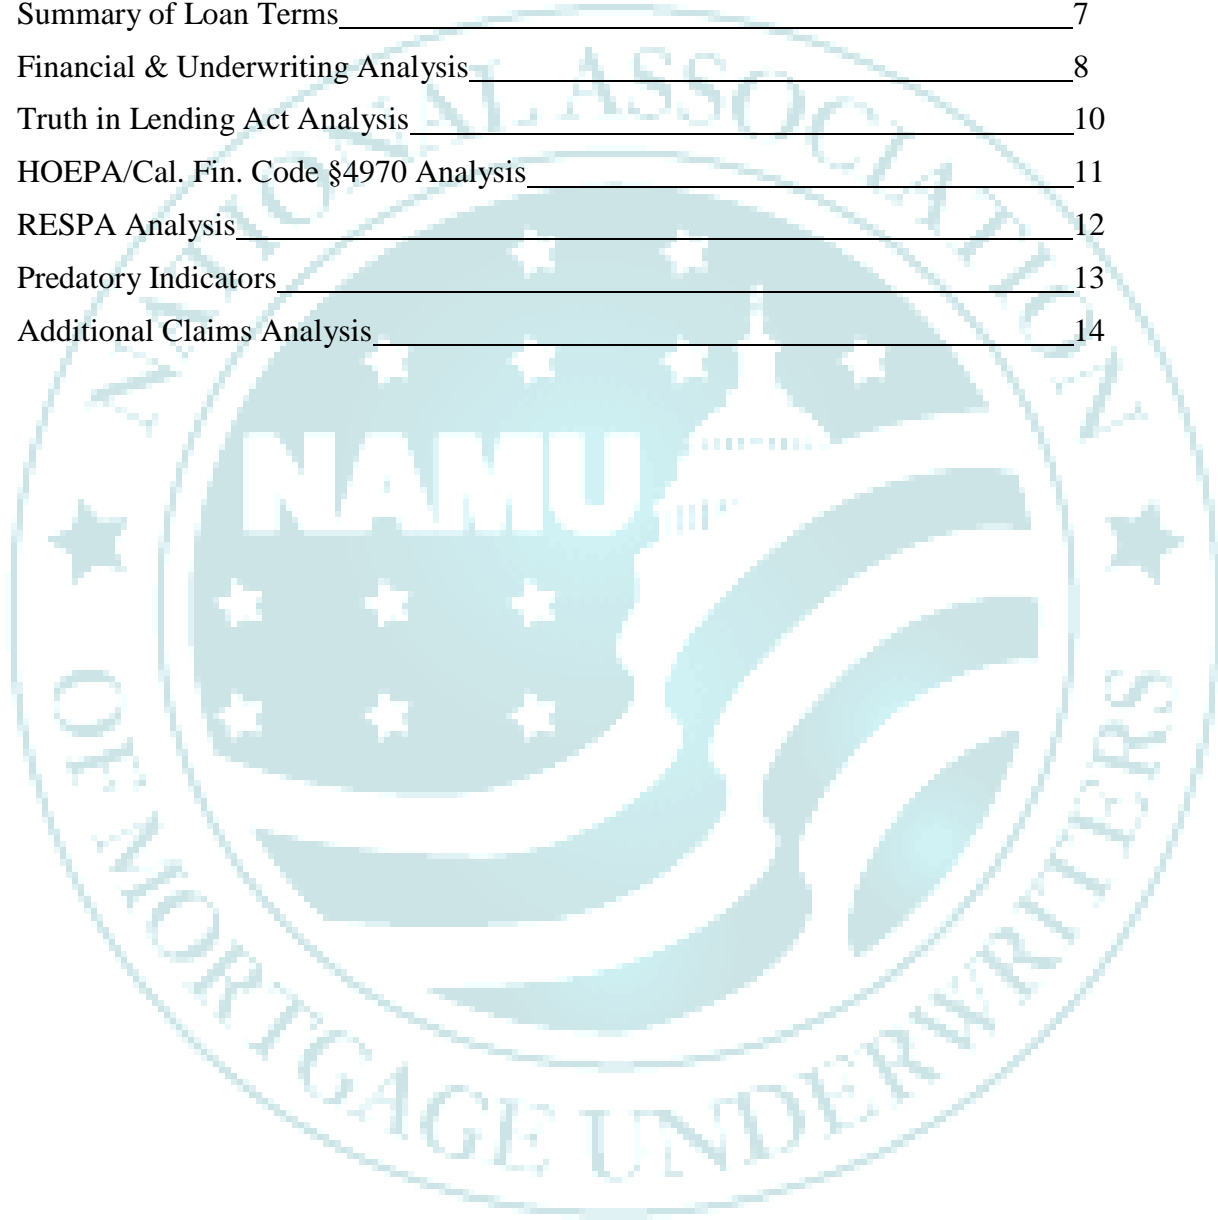 Summary of Loan Terms 7
Financial & Underwriting Analysis 8
Truth in Lending Act Analysis 10
HOEPA/Cal. Fin. Code §4970 Analysis 11
RESPA Analysis 12
Predatory Indicators 13
Additional Claims Analysis 14
NATIONAL ASSOCIATION
NAMU
OF MORTGAGE UNDERWRITERS